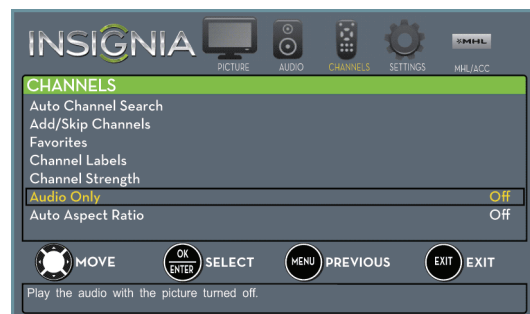 INSIGNIA
PICTURE AUDIO CHANNELS SETTINGS MHL/ACC
MHL
CHANNELS
Auto Channel Search
Add/Skip Channels
Favorites
Channel Labels
Channel Strength
Audio Only Off
Auto Aspect Ratio Off
MOVE OK ENTER SELECT MENU PREVIOUS EXIT EXIT
Play the audio with the picture turned off.